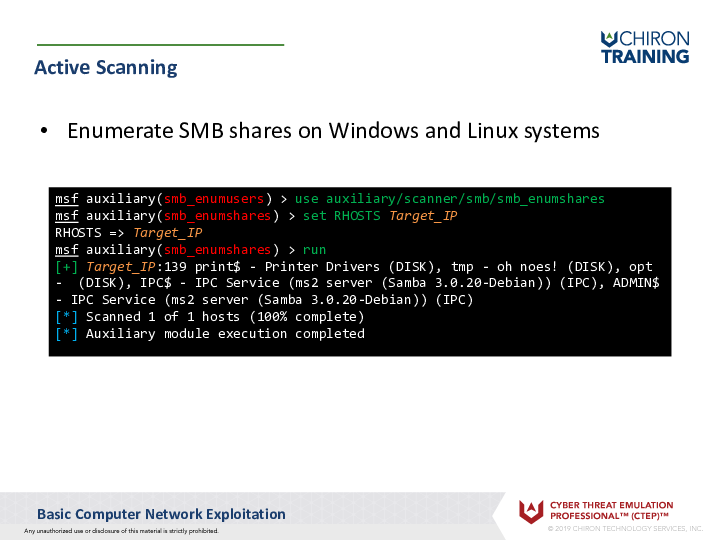 CHIRON
TRAINING
Active Scanning
• Enumerate SMB shares on Windows and Linux systems
msf auxiliary(smb_enumusers) > use auxiliary/scanner/smb/smb_enumshares
msf auxiliary(smb_enumshares) > set RHOSTS Target_IP
RHOSTS => Target_IP
msf auxiliary(smb_enumshares) > run
[+] Target_IP:139 print$ - Printer Drivers (DISK), tmp - oh noes! (DISK), opt
-  (DISK), IPC$ - IPC Service (ms2 server (Samba 3.0.20-Debian)) (IPC), ADMIN$
- IPC Service (ms2 server (Samba 3.0.20-Debian)) (IPC)
[*] Scanned 1 of 1 hosts (100% complete)
[*] Auxiliary module execution completed
Basic Computer Network Exploitation
Any unauthorized use or disclosure of this material is strictly prohibited.
CYBER THREAT EMULATION
PROFESSIONAL™ (CTEP)™
© 2019 CHIRON TECHNOLOGY SERVICES, INC.